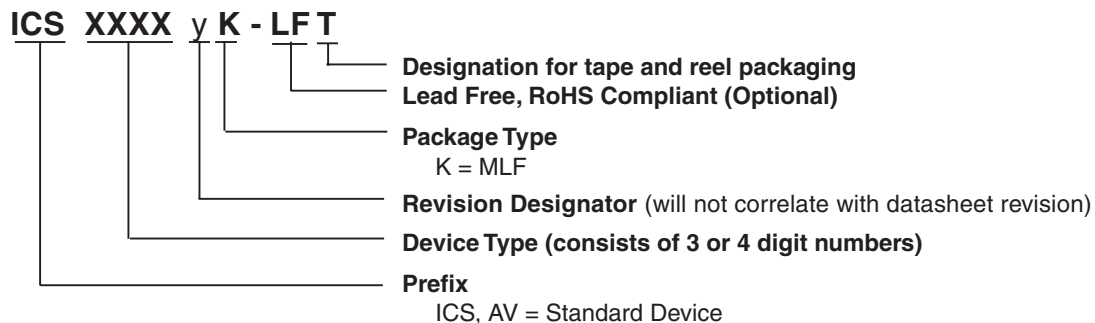 ICS XXXX y K - LF T
Designation for tape and reel packaging
Lead Free, RoHS Compliant (Optional)
Package Type
K = MLF
Revision Designator (will not correlate with datasheet revision)
Device Type (consists of 3 or 4 digit numbers)
Prefix
ICS, AV = Standard Device